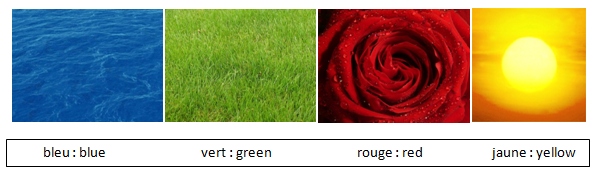 bleu : blue vert : green rouge : red jaune : yellow